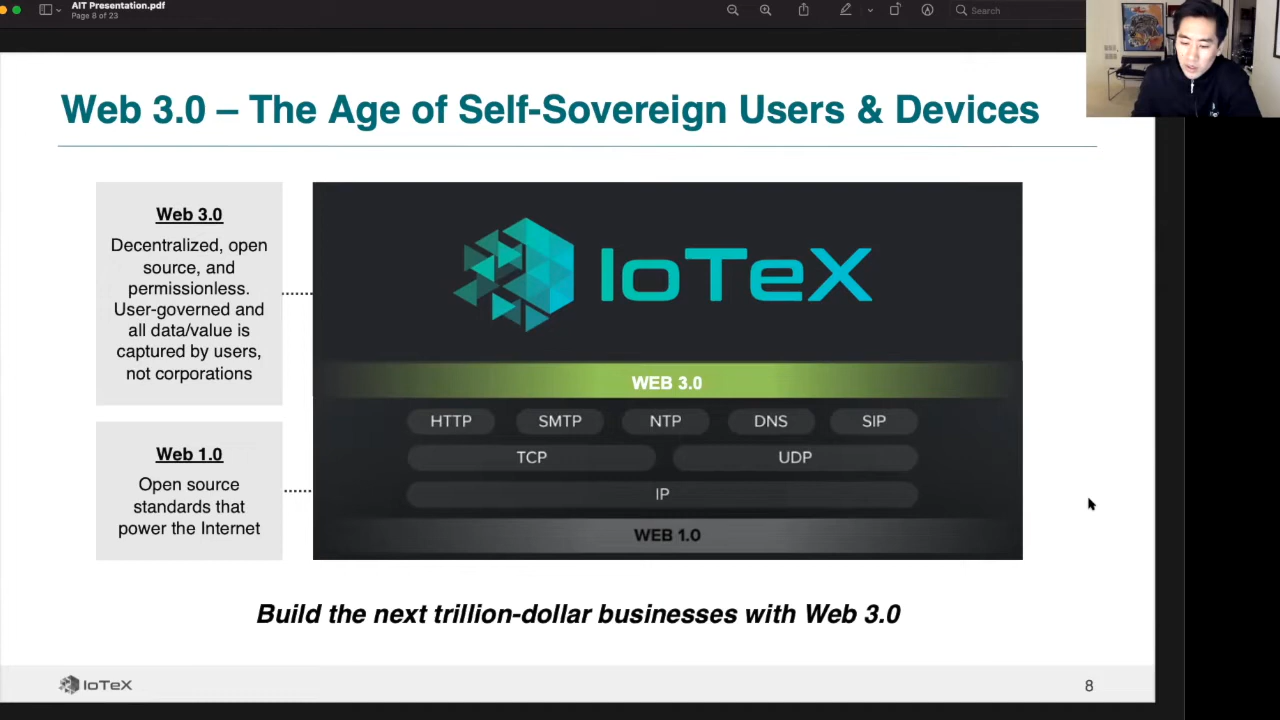 AIT Presentation.pdf
Page 8 of 23
Search
Web 3.0 – The Age of Self-Sovereign Users & Devices
Web 3.0
Decentralized, open
source, and
permissionless.
User-governed and
all data/value is
captured by users,
not corporations
IoTeX
WEB 3.0
HTTP SMTP NTP DNS SIP
TCP UDP
IP
WEB 1.0
Web 1.0
Open source
standards that
power the Internet
Build the next trillion-dollar businesses with Web 3.0
IoTeX
8